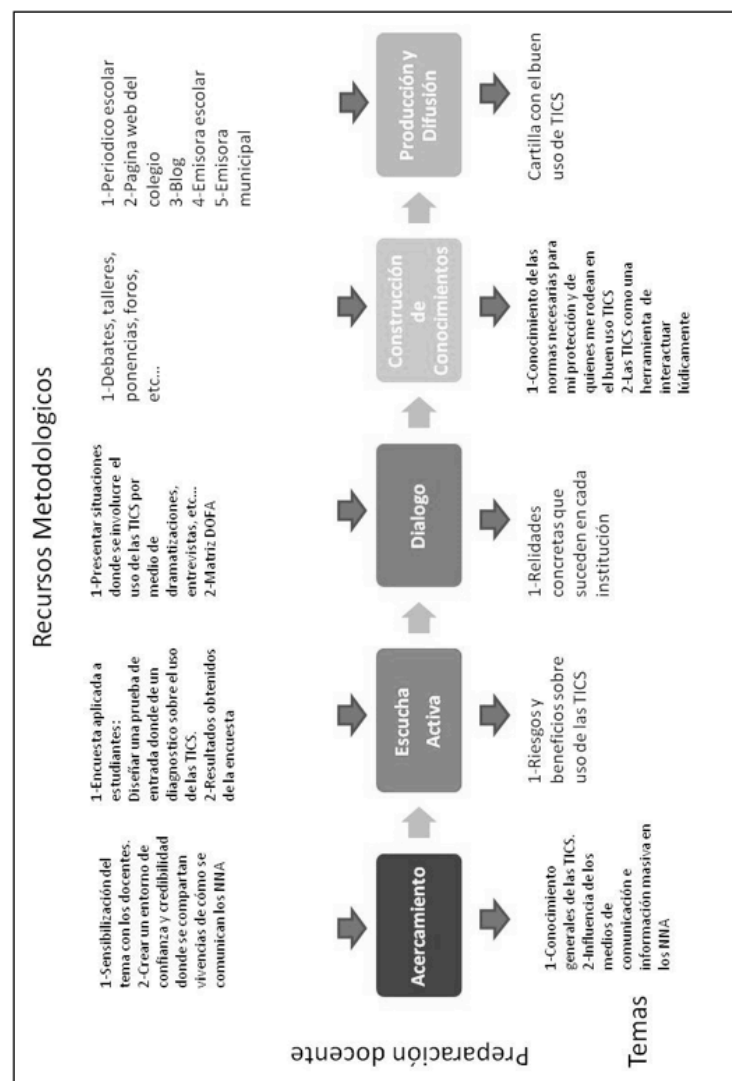 Recursos Metodologicos
1-Sensibilización del
tema con los docentes.
2-Crear un entorno de
confianza y credibilidad
donde se compartan
vivencias de cómo se
comunican los NNA
1-Encuesta aplicada a
estudiantes:
Diseñar una prueba de
entrada donde de un
diagnostico sobre el uso
de las TICS.
2-Resultados obtenidos
de la encuesta
1-Presentar situaciones
donde se involucre el
uso de las TICS por
medio de
dramatizaciones,
entrevistas, etc...
2-Matriz DOFA
1-Debates, talleres,
ponencias, foros,
etc...
1-Periodico escolar
2-Pagina web del
colegio
3-Blog
4-Emisora escolar
5-Emisora
municipal
Preparación docente
Acercamiento
Escucha
Activa
Dialogo
Construcción
de
Conocimientos
Producción y
Difusión
Temas
1-Conocimiento
generales de las TICS.
2-Influencia de los
medios de
comunicación e
información masiva en
los NNA
1-Riesgos y
beneficios sobre
uso de las TICS
1-Relidades
concretas que
suceden en cada
institución
1-Conocimiento de las
normas necesarias para
mi protección y de
quienes me rodean en
el buen uso TICS
2-Las TICS como una
herramienta de
interactuar
lúdicamente
Cartilla con el buen
uso de TICS